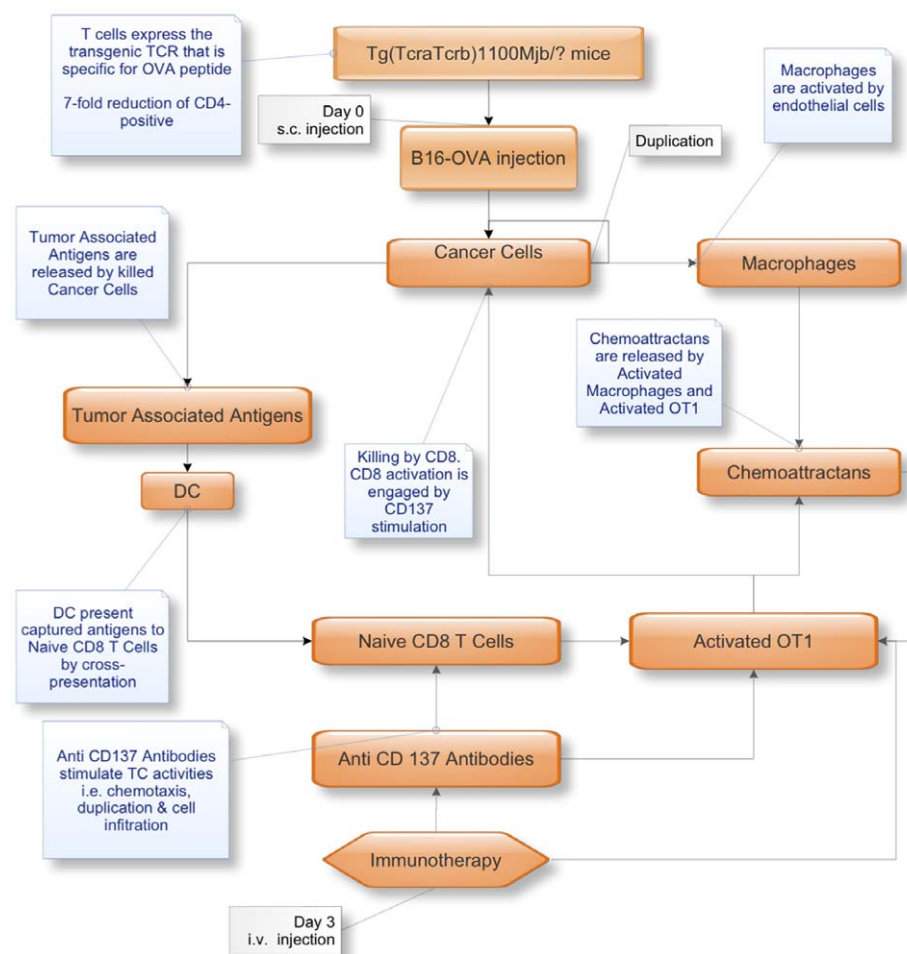 T cells express the
transgenic TCR that is
specific for OVA peptide
7-fold reduction of CD4-
positive
Tg(TcraTcrb)1100Mjb/? mice
Macrophages
are activated by
endothelial cells
Day 0
s.c. injection
B16-OVA injection
Duplication
Tumor Associated
Antigens are
released by killed
Cancer Cells
Cancer Cells
Macrophages
Chemoattractans
are released by
Activated
Macrophages and
Activated OT1
Tumor Associated Antigens
Killing by CD8.
CD8 activation is
engaged by
CD137
stimulation
Chemoattractans
DC
DC present
captured antigens to
Naive CD8 T Cells
by cross-
presentation
Naive CD8 T Cells
Activated OT1
Anti CD137 Antibodies
stimulate TC activities
i.e. chemotaxis,
duplication & cell
infitration
Anti CD 137 Antibodies
Immunotherapy
Day 3
i.v. injection